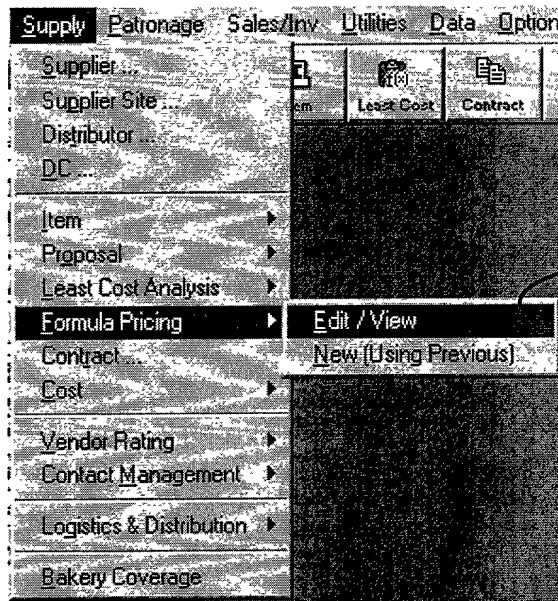 Supply Patronage Sales/Inv Utilities Data Option
Supplier ...
Supplier Site ...
Distributor ...
DC ...
Least Cost
Contract
Item
Proposal
Least Cost Analysis
Formula Pricing
Edit / View
New (Using Previous)
Contract ...
Cost
Vendor Rating
Contact Management
Logistics & Distribution
Bakery Coverage